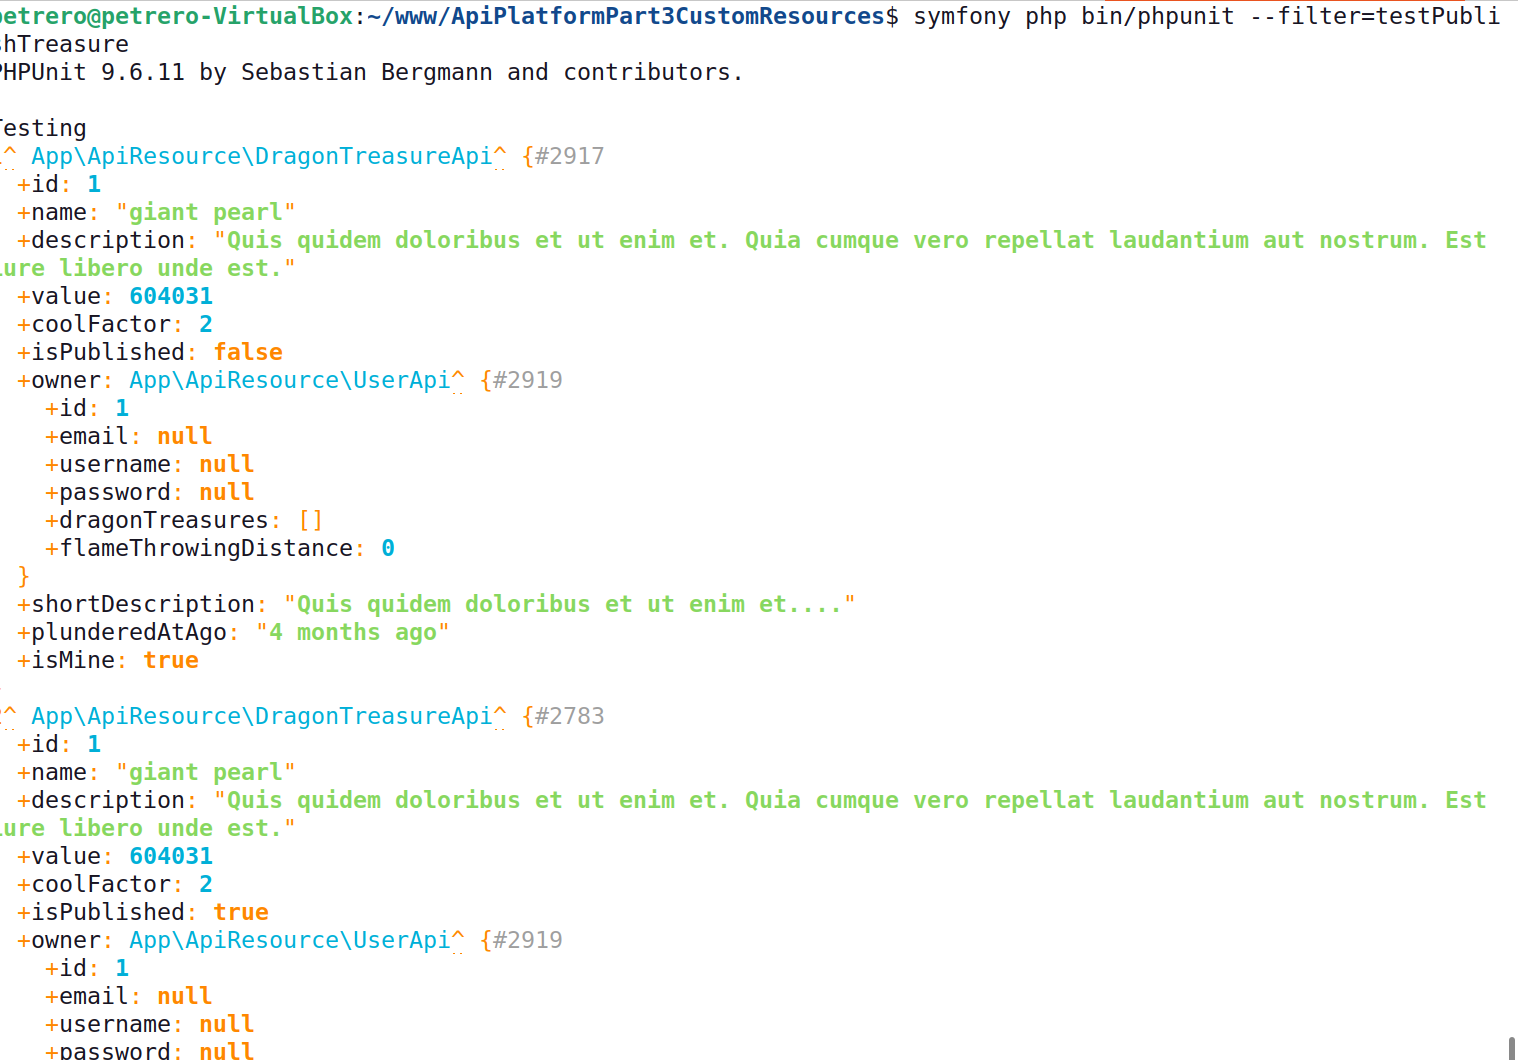 petrero@petrero-VirtualBox:~/www/ApiPlatformPart3CustomResources$ symfony php bin/phpunit --filter=testPubli
shTreasure
PHPUnit 9.6.11 by Sebastian Bergmann and contributors.
Testing
^ App\ApiResource\DragonTreasureApi^ {#2917
+id: 1
+name: "giant pearl"
+description: "Quis quidem doloribus et ut enim et. Quia cumque vero repellat laudantium aut nostrum. Est
iure libero unde est."
+value: 604031
+coolFactor: 2
+isPublished: false
+owner: App\ApiResource\UserApi^ {#2919
+id: 1
+email: null
+username: null
+password: null
+dragonTreasures: []
+flameThrowingDistance: 0
}
+shortDescription: "Quis quidem doloribus et ut enim et...."
+plunderedAtAgo: "4 months ago"
+isMine: true
2^ App\ApiResource\DragonTreasureApi^ {#2783
+id: 1
+name: "giant pearl"
+description: "Quis quidem doloribus et ut enim et. Quia cumque vero repellat laudantium aut nostrum. Est
iure libero unde est."
+value: 604031
+coolFactor: 2
+isPublished: true
+owner: App\ApiResource\UserApi^ {#2919
+id: 1
+email: null
+username: null
+password: null